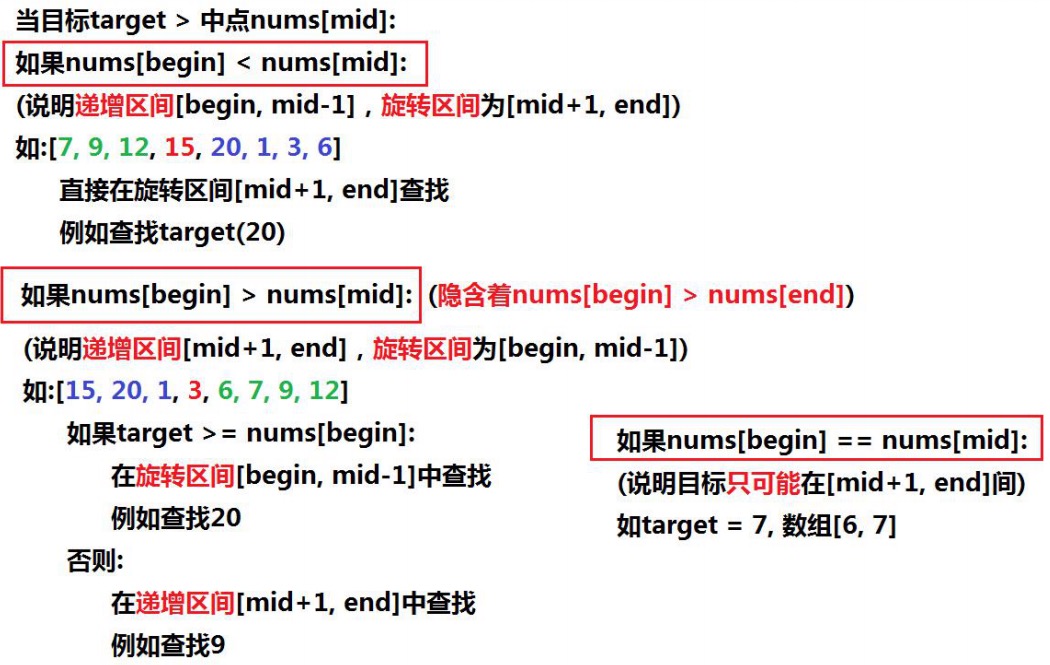 当目标target > 中点nums[mid]:
如果nums[begin] < nums[mid]:
(说明递增区间[begin, mid-1]，旋转区间为[mid+1, end])
如:[7, 9, 12, 15, 20, 1, 3, 6]
直接在旋转区间[mid+1, end]查找
例如查找target(20)
如果nums[begin] > nums[mid]: (隐含着nums[begin] > nums[end])
(说明递增区间[mid+1, end]，旋转区间为[begin, mid-1])
如:[15, 20, 1, 3, 6, 7, 9, 12]
如果target >= nums[begin]:
在旋转区间[begin, mid-1]中查找
例如查找20
否则:
在递增区间[mid+1, end]中查找
例如查找9
如果nums[begin] == nums[mid]:
(说明目标只可能在[mid+1, end]间)
如target = 7, 数组[6, 7]